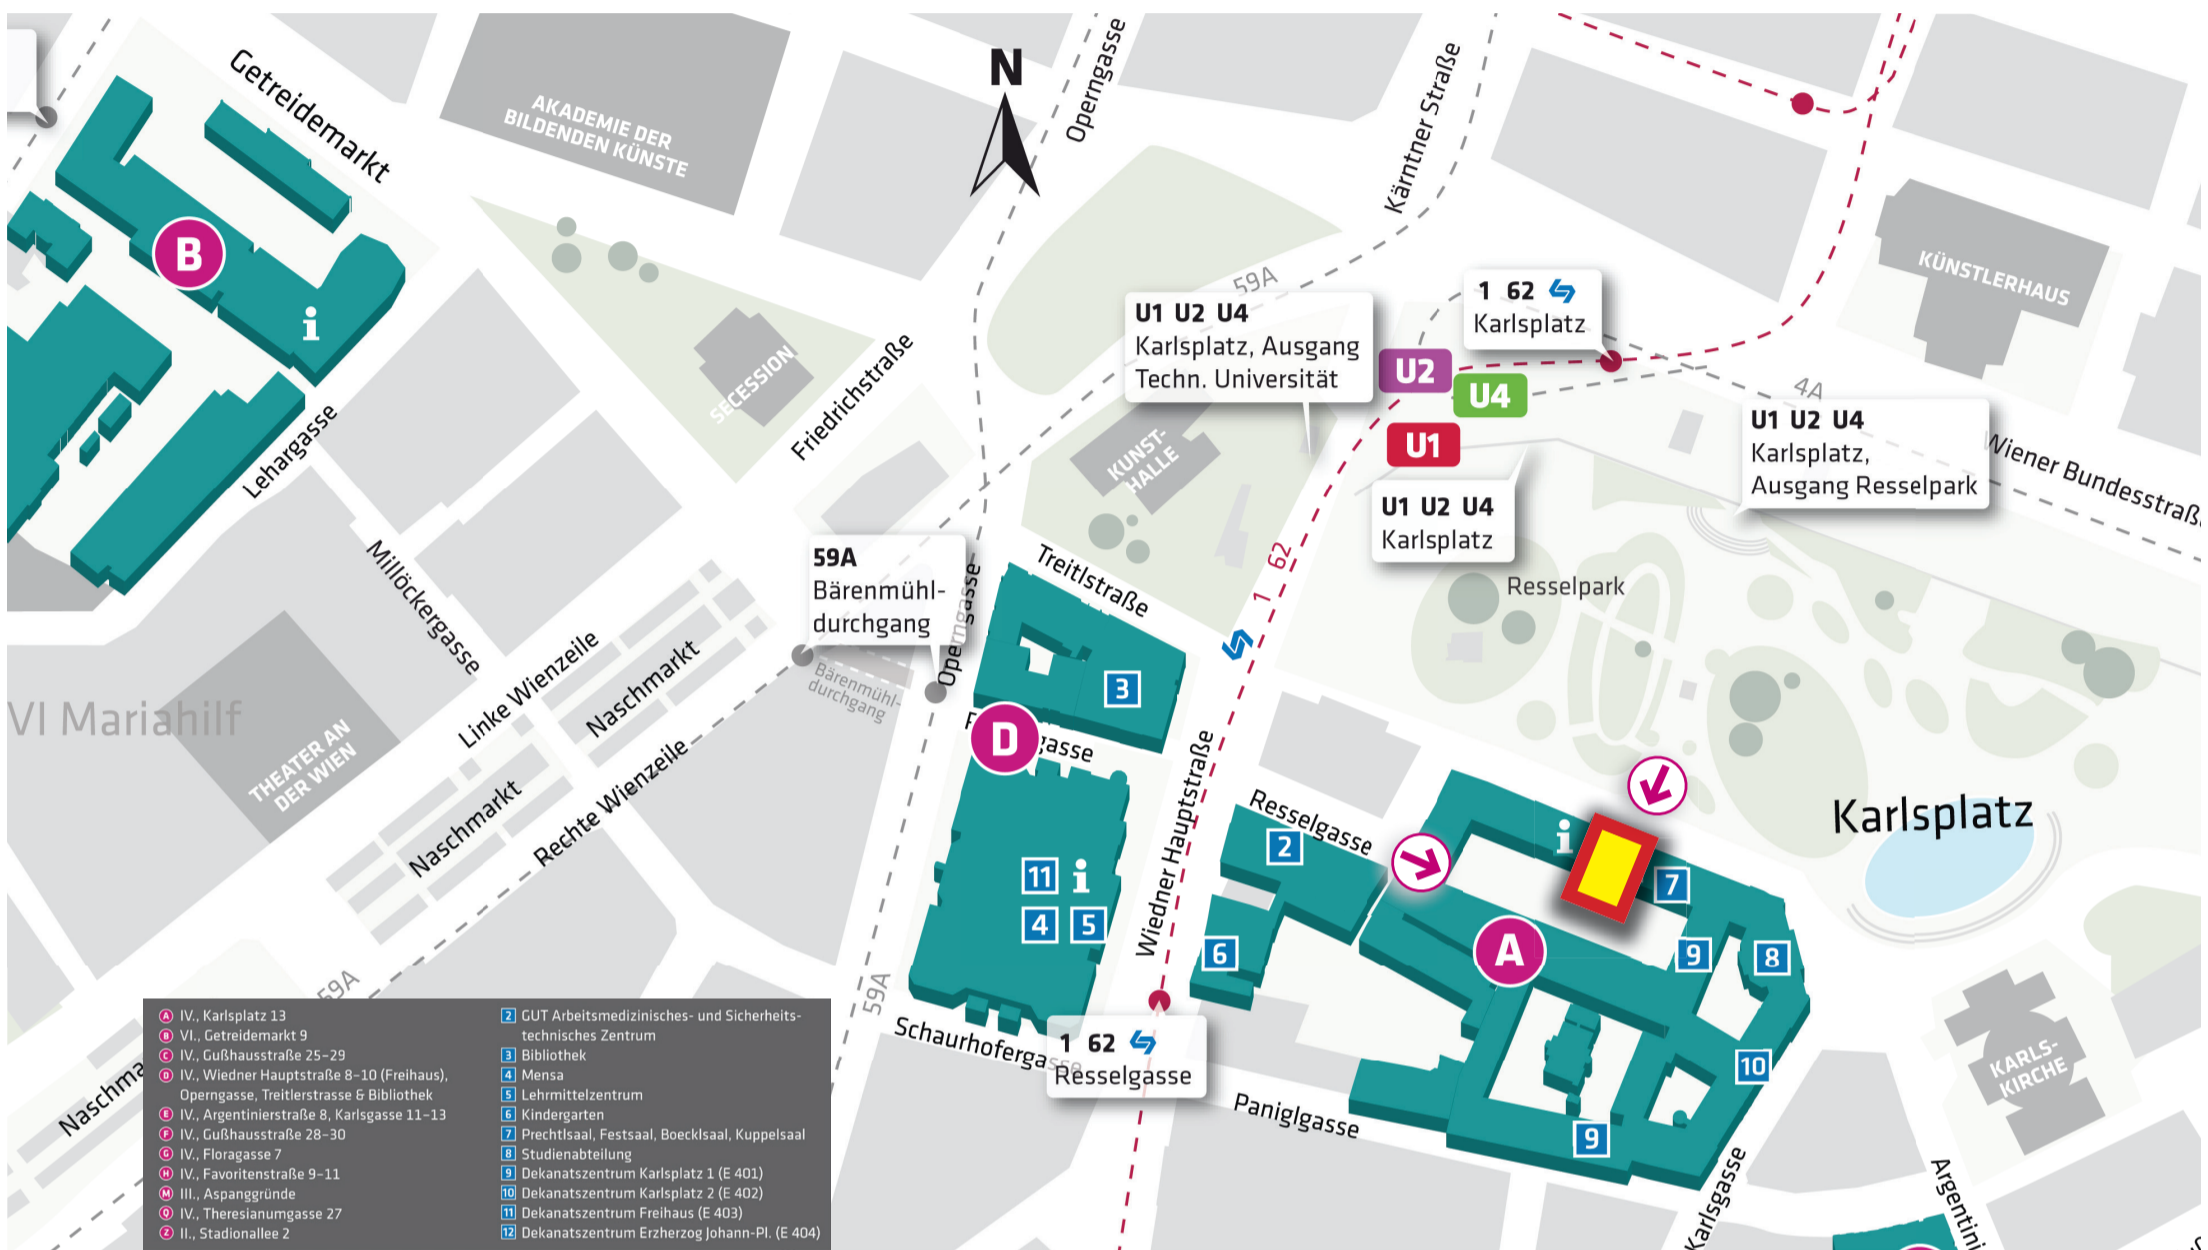 Getreidemarkt
AKADEMIE DER
BILDENDEN KÜNSTE
N
Operngasse
Kärntner Straße
KÜNSTLERHAUS
B
i
59A
1 62
Karlsplatz
U1 U2 U4
Karlsplatz, Ausgang
Techn. Universität
U2
U4
U1
4A
U1 U2 U4
Karlsplatz,
Ausgang Resselpark
Wiener Bundesstraße
SECESSION
Friedrichstraße
KUNST-
HALLE
U1 U2 U4
Karlsplatz
Lehargasse
Millöckergasse
59A
Bärenmühl-
durchgang
Operngasse
Treitlstraße
1 62
Resselpark
Linke Wienzeile
Naschmarkt
Bärenmühl-
durchgang
3
VI Mariahilf
THEATER AN
DER WIEN
D
gasse
Naschmarkt
Rechte Wienzeile
Wiedner Hauptstraße
Resselgasse
2
i
7
Karlsplatz
11
i
4
5
6
A
9
8
59A
59A
Schaurhofergasse
1 62
Resselgasse
Paniglgasse
9
10
KARLS-
KIRCHE
Karlsgasse
Argentini
Naschma
A IV., Karlsplatz 13
B VI., Getreidemarkt 9
C IV., Gußhausstraße 25–29
D IV., Wiedner Hauptstraße 8–10 (Freihaus),
Operngasse, Treitlerstrasse & Bibliothek
E IV., Argentinierstraße 8, Karlsgasse 11–13
F IV., Gußhausstraße 28–30
G IV., Floragasse 7
H IV., Favoritenstraße 9–11
M III., Aspanggründe
Q IV., Theresianumgasse 27
Z II., Stadionallee 2
2 GUT Arbeitsmedizinisches- und Sicherheits-
technisches Zentrum
3 Bibliothek
4 Mensa
5 Lehrmittelzentrum
6 Kindergarten
7 Prechtlsaal, Festsaal, Boecklsaal, Kuppelsaal
8 Studienabteilung
9 Dekanatszentrum Karlsplatz 1 (E 401)
10 Dekanatszentrum Karlsplatz 2 (E 402)
11 Dekanatszentrum Freihaus (E 403)
12 Dekanatszentrum Erzherzog Johann-Pl. (E 404)